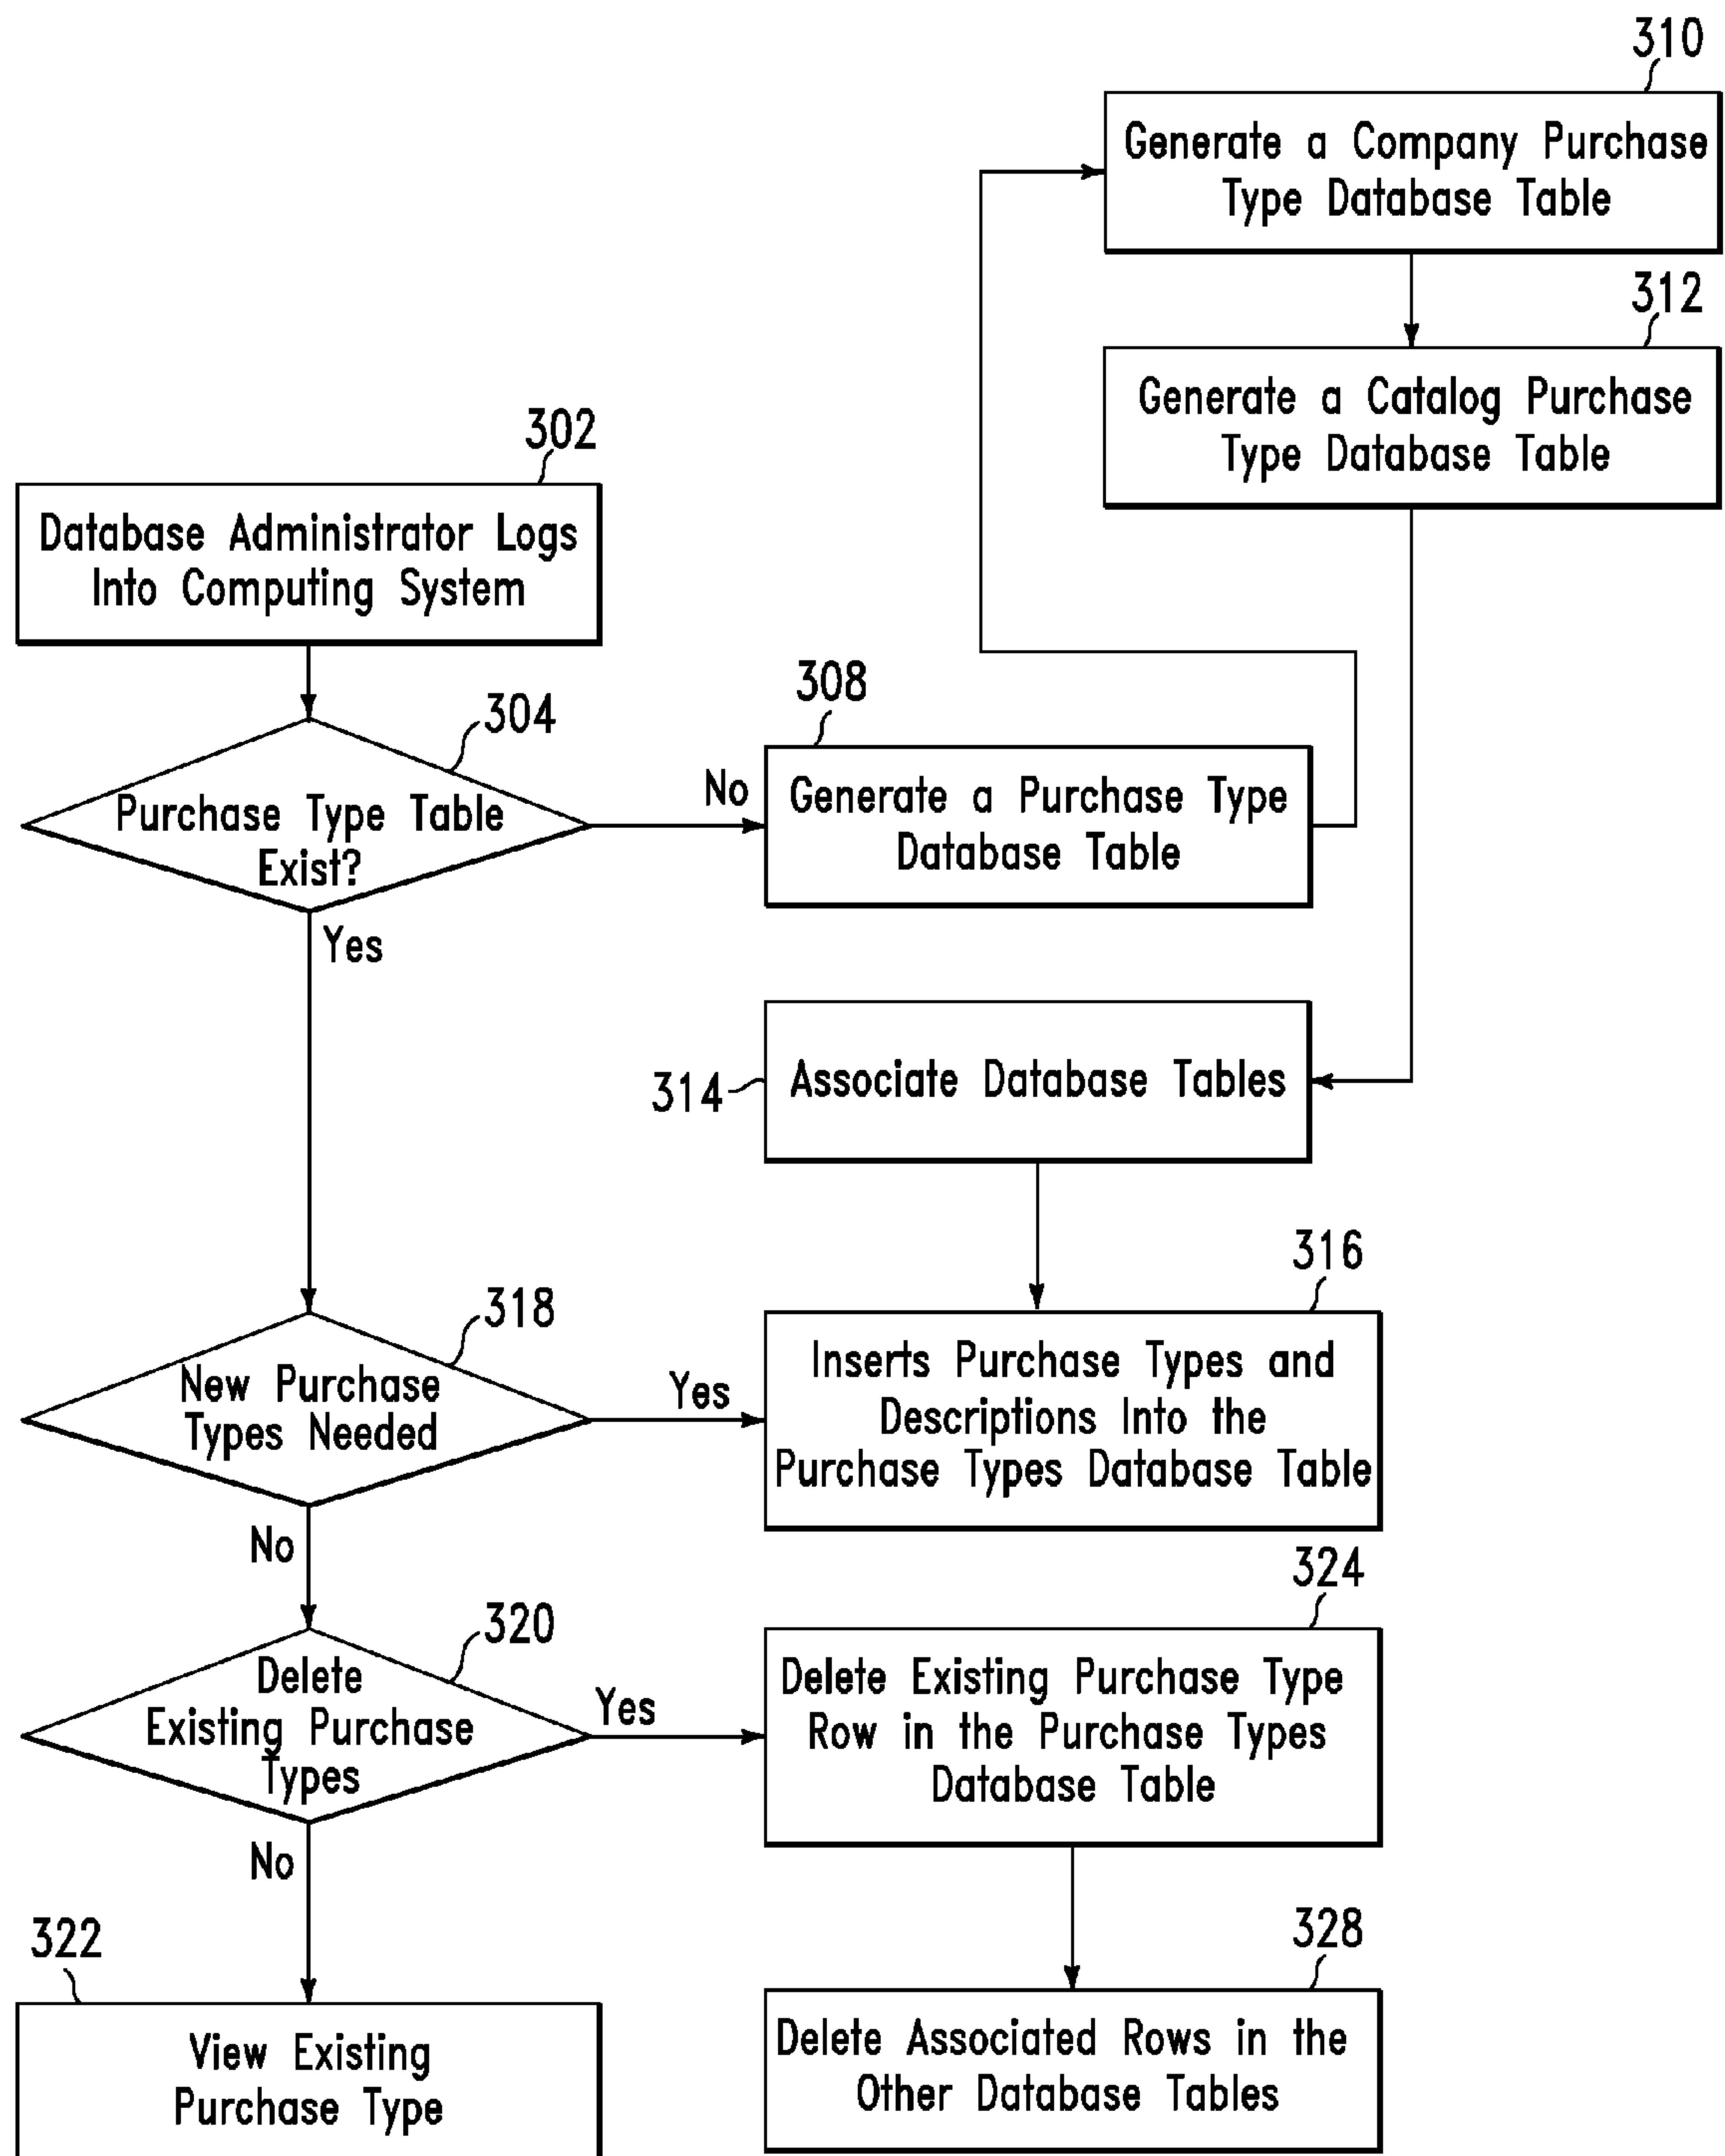 310
Generate a Company Purchase
Type Database Table
312
Generate a Catalog Purchase
Type Database Table
302
Database Administrator Logs
Into Computing System
304
Purchase Type Table
Exist?
No
Yes
308
Generate a Purchase Type
Database Table
314
Associate Database Tables
316
Inserts Purchase Types and
Descriptions Into the
Purchase Types Database Table
318
New Purchase
Types Needed
Yes
No
320
Delete
Existing Purchase
Types
Yes
No
324
Delete Existing Purchase Type
Row in the Purchase Types
Database Table
322
View Existing
Purchase Type
328
Delete Associated Rows in the
Other Database Tables